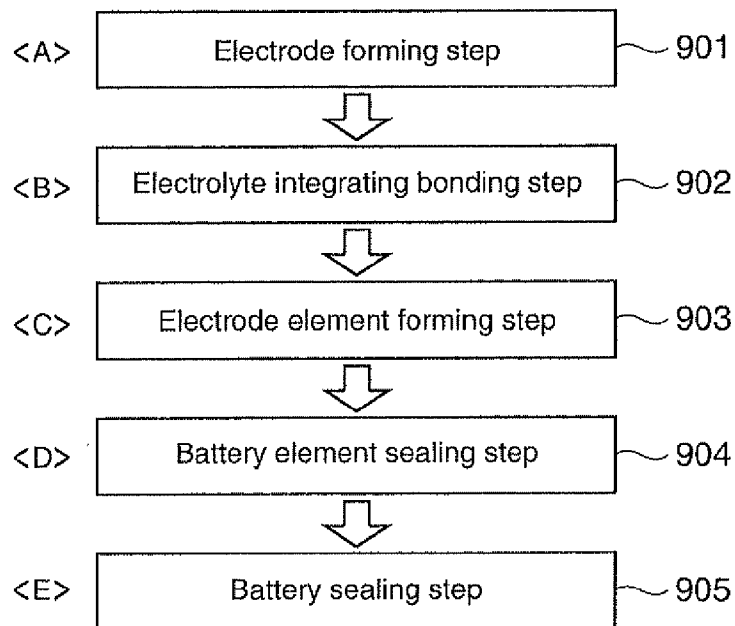 <A> Electrode forming step 901
<B> Electrolyte integrating bonding step 902
<C> Electrode element forming step 903
<D> Battery element sealing step 904
<E> Battery sealing step 905